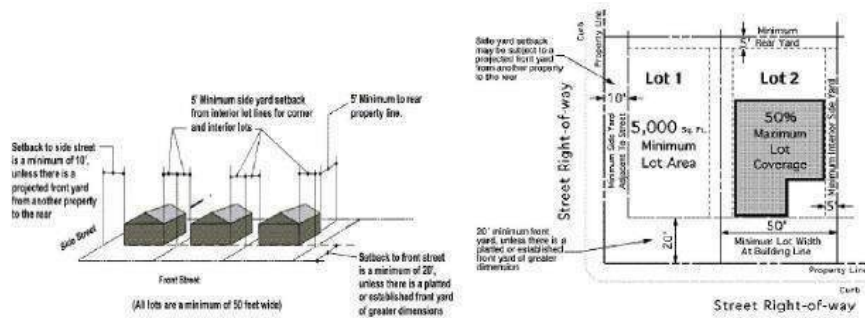 5' Minimum side yard setback
from interior lot lines for corner
and interior lots
5' Minimum to rear
property line.
Setback to side street
is a minimum of 10',
unless there is a
projected front yard
from another property
to the rear
Side Street
Front Street
(All lots are a minimum of 50 feet wide)
Setback to front street
is a minimum of 20',
unless there is a platted
or established front yard
of greater dimensions
Curb
Property Line
Minimum
Rear Yard
5'
Side yard setback
may be subject to a
projected front yard
from another property
to the rear
Lot 1
Lot 2
10'
5,000 Sq. Ft.
Minimum
Lot Area
50%
Maximum
Lot
Coverage
Minimum Side Yard
Adjacent To Street
Minimum Interior Side Yard
Street Right-of-way
5'
20' minimum front
yard, unless there is a
platted or established
front yard of greater
dimension
20'
50'
Minimum Lot Width
At Building Line
Property Line
Curb
Street Right-of-way